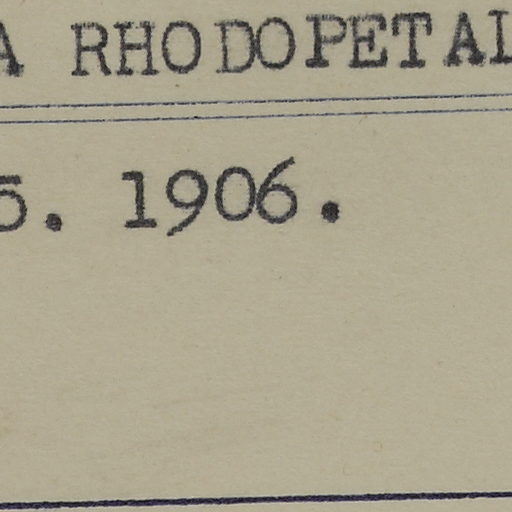 A RHODOPETAL
5. 1906.